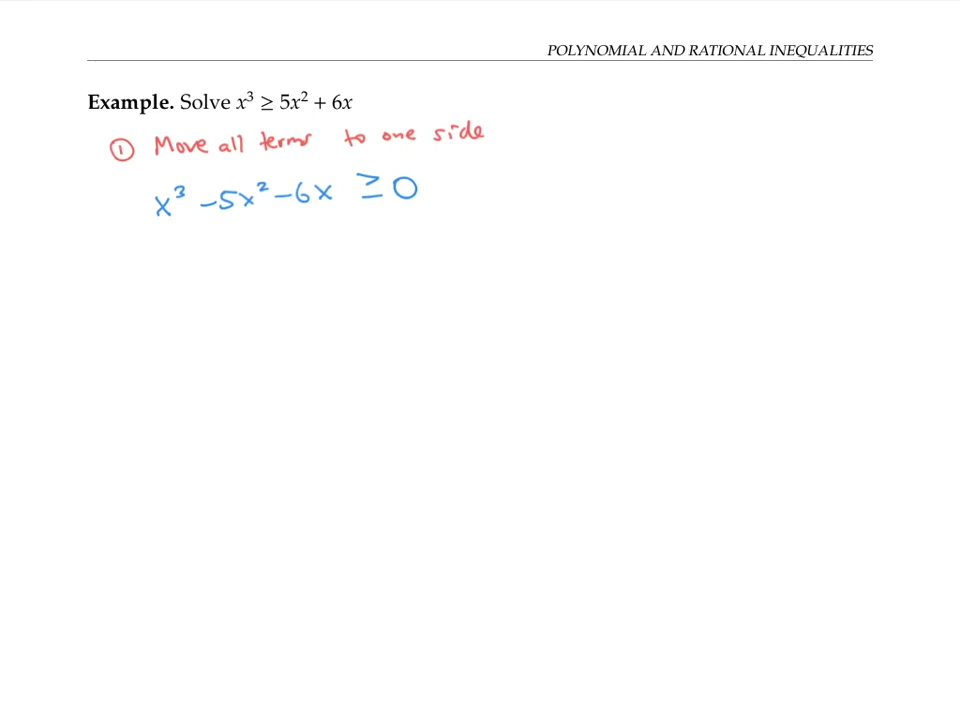 POLYNOMIAL AND RATIONAL INEQUALITIES
Example. Solve x³ ≥ 5x² + 6x
① Move all terms to one side
x³ -5x² -6x ≥ 0